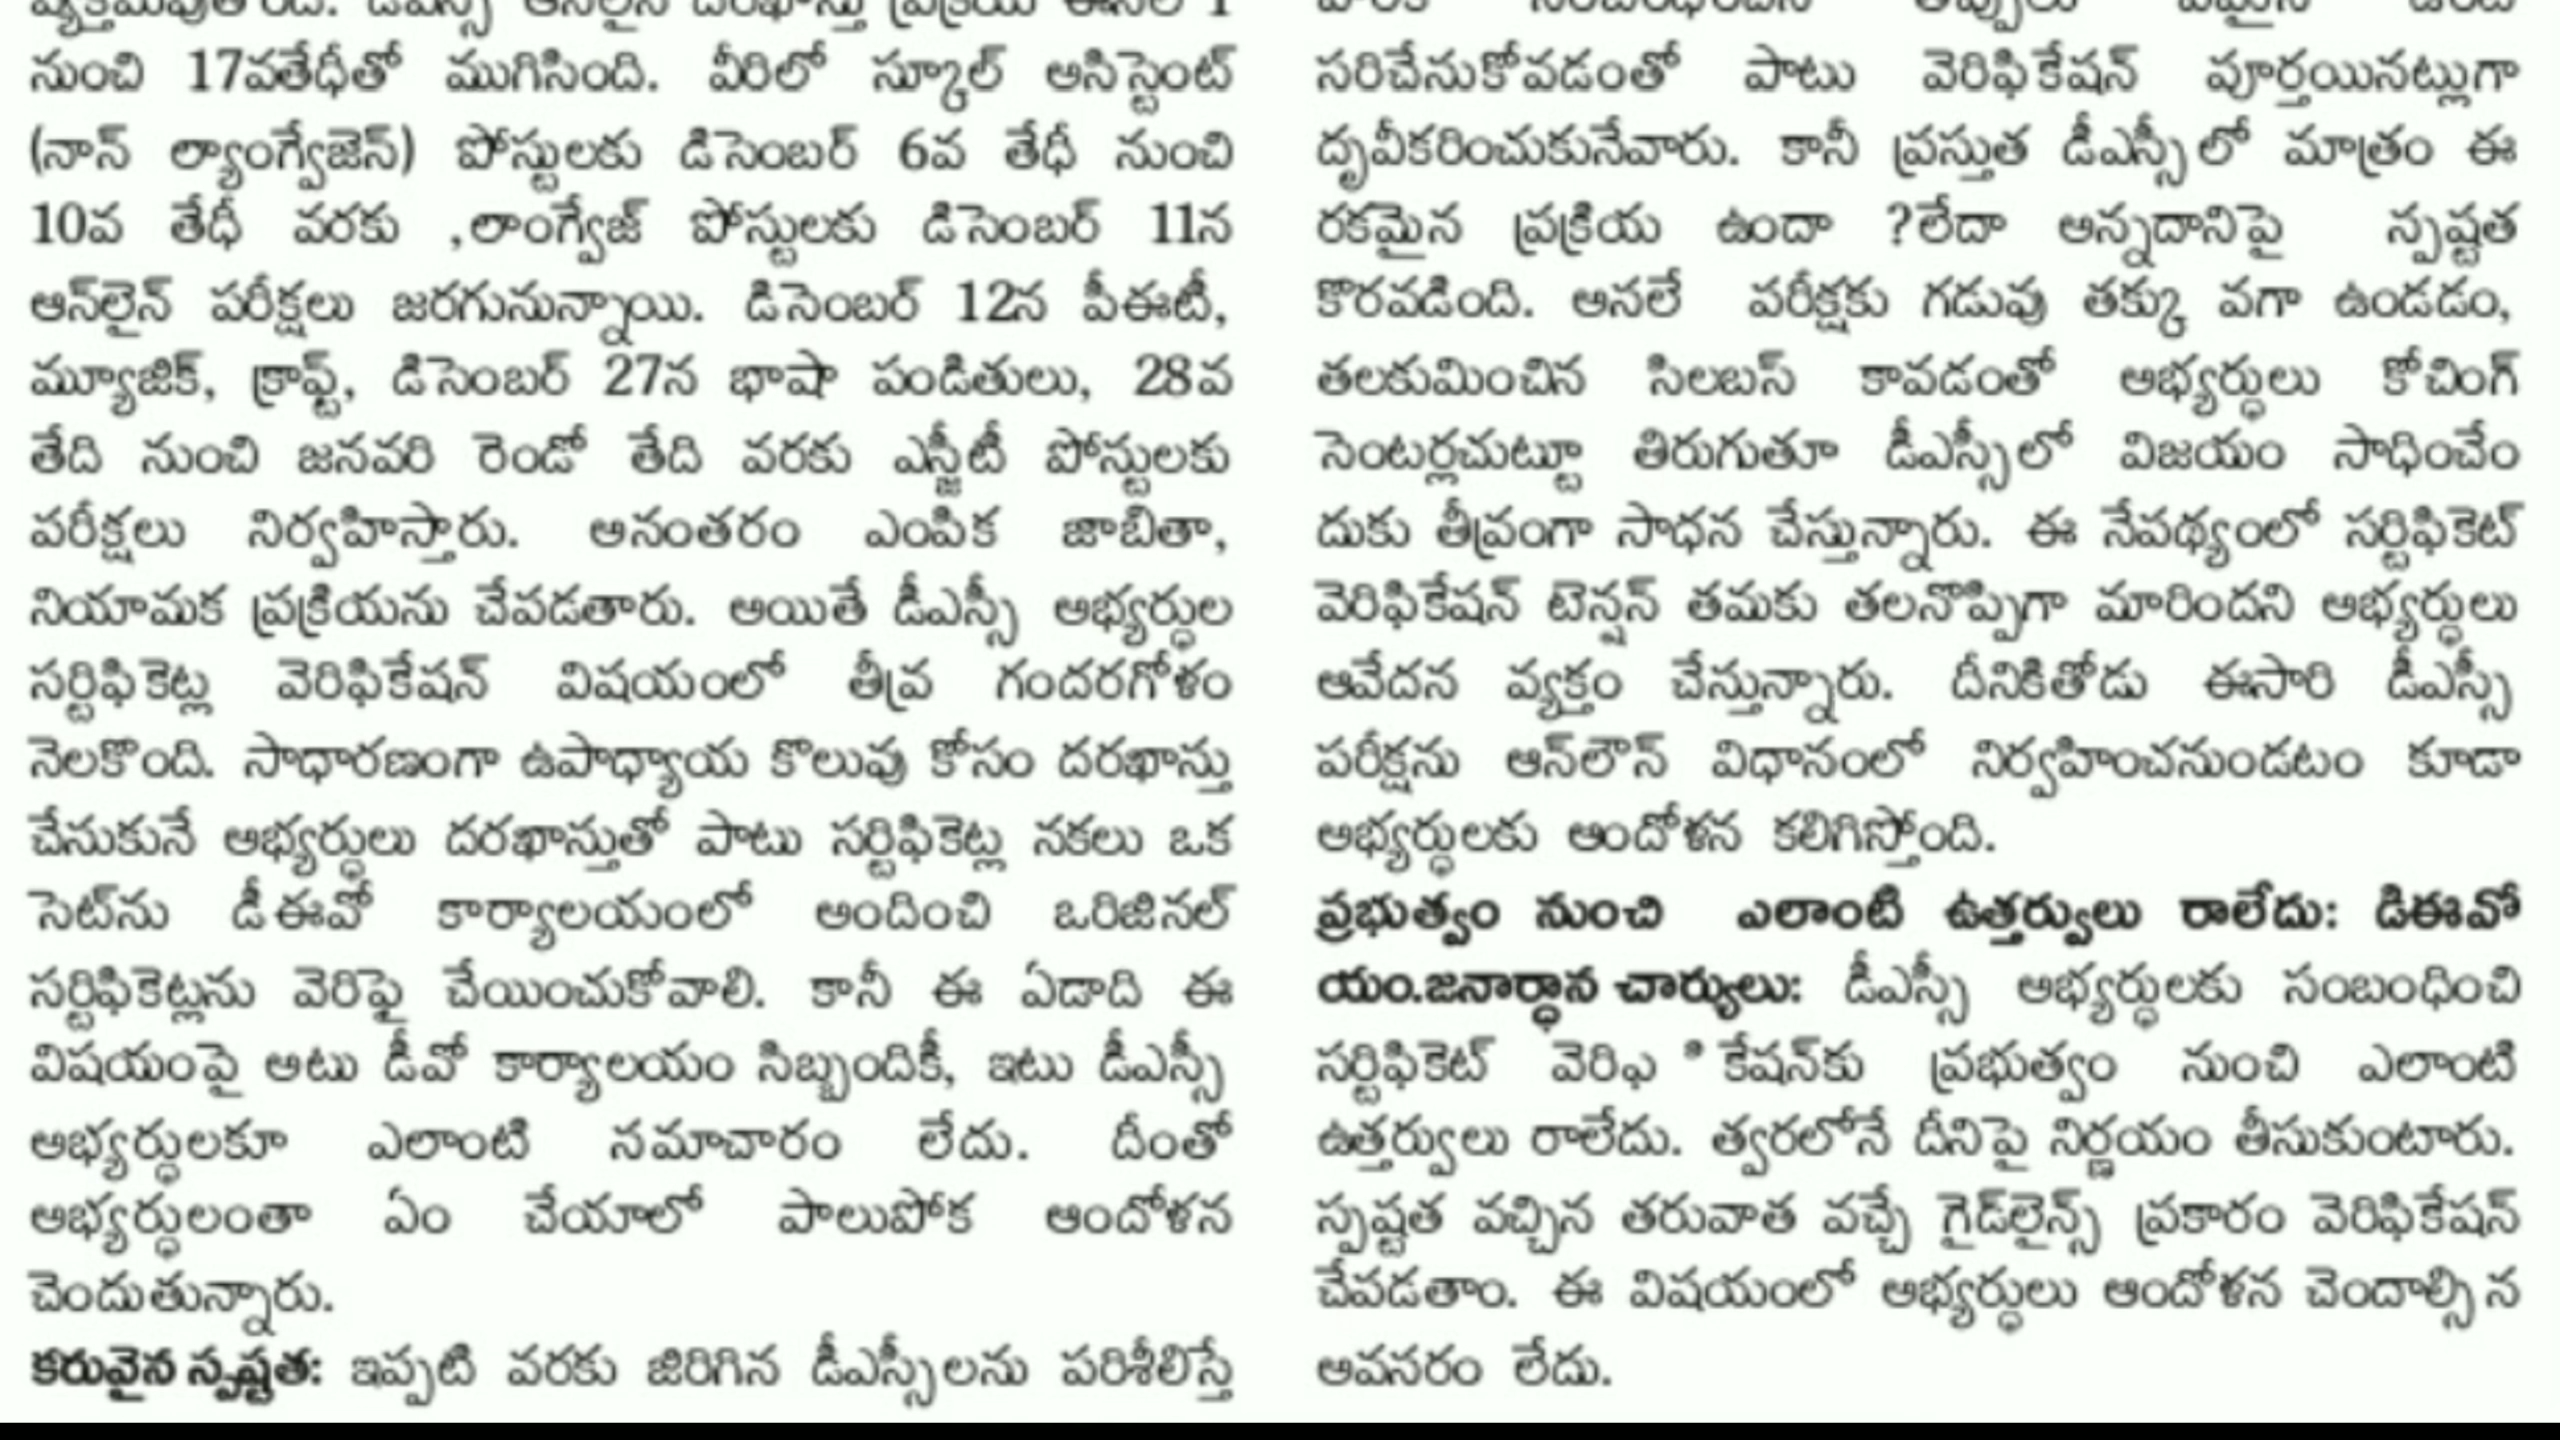 నుంచి 17వతేధీతో ముగిసింది. వీరిలో స్కూల్ ఆసిస్టెంట్
(నాన్ ల్యాంగ్వేజెస్) పోస్టులకు డిసెంబర్ 6వ తేధీ నుంచి
10వ తేధీ వరకు ,లాంగ్వేజ్ పోస్టులకు డిసెంబర్ 11న
ఆన్‌లైన్ పరీక్షలు జరగునున్నాయి. డిసెంబర్ 12న పీఈటీ,
మ్యూజిక్, క్రాఫ్ట్, డిసెంబర్ 27న భాషా పండితులు, 28వ
తేది నుంచి జనవరి రెండో తేది వరకు ఎస్జీటీ పోస్టులకు
పరీక్షలు నిర్వహిస్తారు. ఆనంతరం ఎంపిక జాబితా,
నియామక ప్రక్రియను చేపడతారు. అయితే డీఎస్సీ అభ్యర్థుల
సర్టిఫికెట్ల వెరిఫికేషన్ విషయంలో తీవ్ర గందరగోళం
నెలకొంది. సాధారణంగా ఉపాధ్యాయ కొలువు కోసం దరఖాస్తు
చేసుకునే అభ్యర్థులు దరఖాస్తుతో పాటు సర్టిఫికెట్ల నకలు ఒక
సెట్‌ను డీఈవో కార్యాలయంలో అందించి ఒరిజినల్
సర్టిఫికెట్లను వెరిఫై చేయించుకోవాలి. కానీ ఈ ఏడాది ఈ
విషయంపై అటు డీవో కార్యాలయం సిబ్బందికీ, ఇటు డీఎస్సీ
అభ్యర్థులకూ ఎలాంటి సమాచారం లేదు. దీంతో
అభ్యర్థులంతా ఏం చేయాలో పాలుపోక ఆందోళన
చెందుతున్నారు.
కరువైన స్పష్టత: ఇప్పటి వరకు జిరిగిన డీఎస్సీలను పరిశీలిస్తే
సరిచేసుకోవడంతో పాటు వెరిఫికేషన్ పూర్తయినట్లుగా
దృవీకరించుకునేవారు. కానీ ప్రస్తుత డీఎస్సీలో మాత్రం ఈ
రకమైన ప్రక్రియ ఉందా ?లేదా అన్నదానిపై స్పష్టత
కొరవడింది. అసలే పరీక్షకు గడువు తక్కు వగా ఉండడం,
తలకుమించిన సిలబస్ కావడంతో అభ్యర్థులు కోచింగ్
సెంటర్లచుట్టూ తిరుగుతూ డీఎస్సీలో విజయం సాధించేం
దుకు తీవ్రంగా సాధన చేస్తున్నారు. ఈ నేపథ్యంలో సర్టిఫికెట్
వెరిఫికేషన్ టెన్షన్ తమకు తలనొప్పిగా మారిందని అభ్యర్థులు
ఆవేదన వ్యక్తం చేస్తున్నారు. దీనికితోడు ఈసారి డీఎస్సీ
పరీక్షను ఆన్‌లౌన్ విధానంలో నిర్వహించనుండటం కూడా
అభ్యర్థులకు ఆందోళన కలిగిస్తోంది.
ప్రభుత్వం నుంచి ఎలాంటి ఉత్తర్వులు రాలేదు: డిఈవో
యం.జనార్ధాన చార్యులు: డీఎస్సీ అభ్యర్థులకు సంబంధించి
సర్టిఫికెట్ వెరిఫ ికేషన్‌కు ప్రభుత్వం నుంచి ఎలాంటి
ఉత్తర్వులు రాలేదు. త్వరలోనే దీనిపై నిర్ణయం తీసుకుంటారు.
స్పష్టత వచ్చిన తరువాత వచ్చే గైడ్‌లైన్స్ ప్రకారం వెరిఫికేషన్
చేపడతాం. ఈ విషయంలో అభ్యర్థులు ఆందోళన చెందాల్సిన
అవసరం లేదు.